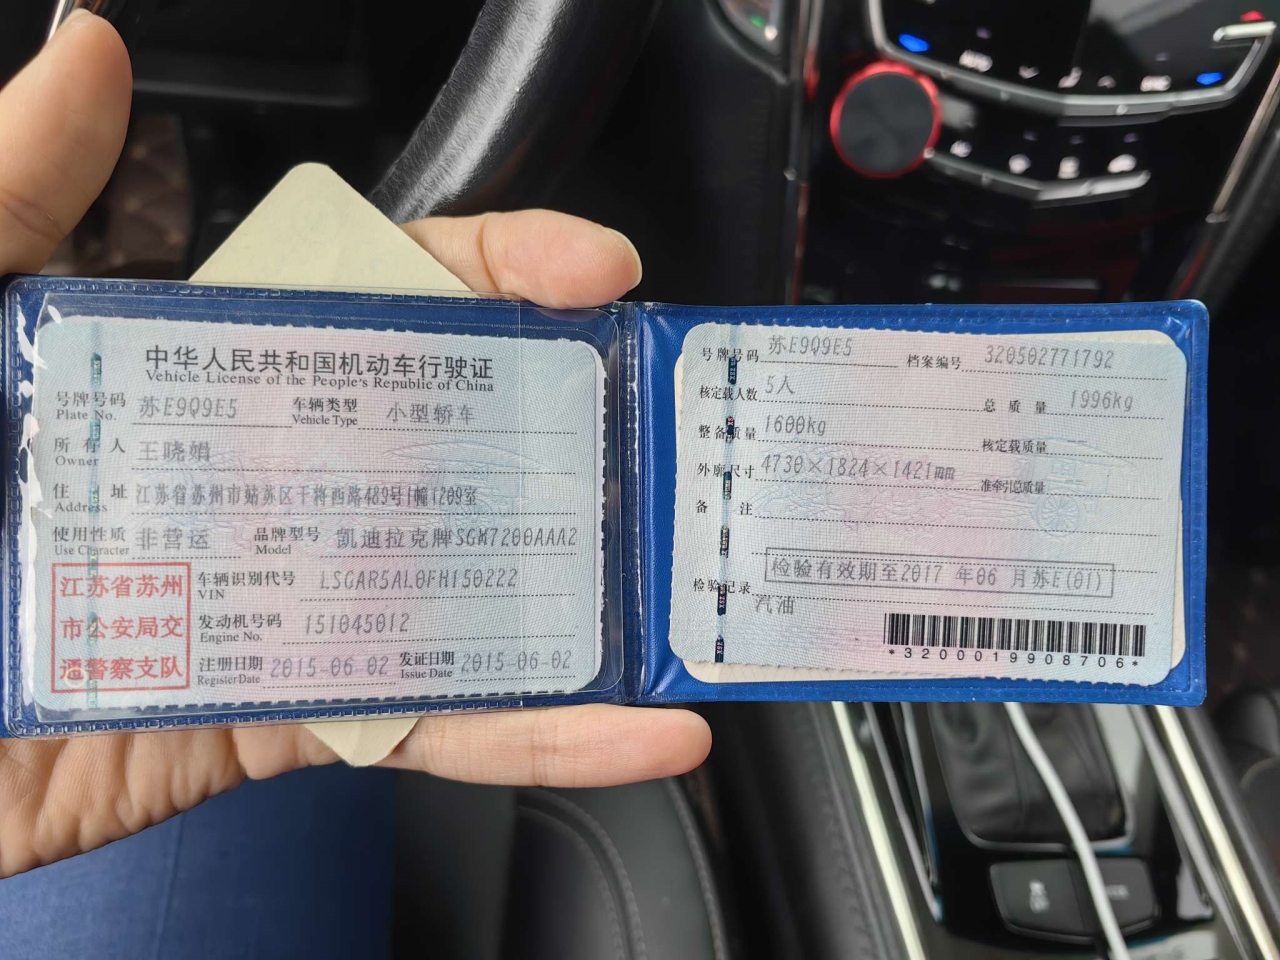 中华人民共和国机动车行驶证
Vehicle License of the People's Republic of China
号牌号码 苏E9Q9E5 车辆类型 小型轿车
Plate No. Vehicle Type
所有人 王晓娟
Owner
住址 江苏省苏州市姑苏区干将西路489号1幢1209室
Address
使用性质 非营运 品牌型号 凯迪拉克牌SGM7200AAA2
Use Character Model
江苏省苏州
市公安局交
通警察支队
车辆识别代号 LSGAR5AL0FH150222
VIN
发动机号码 151045012
Engine No.
注册日期 2015-06-02 发证日期 2015-06-02
Register Date Issue Date
号牌号码 苏E9Q9E5 档案编号 320502771792
核定载人数 5人 总质量 1996kg
整备质量 1600kg 核定载质量
外廓尺寸 4730×1824×1421mm 准牵引总质量
备注
检验有效期至2017年06月苏E(01)
检验记录
汽油
*3200019908706*